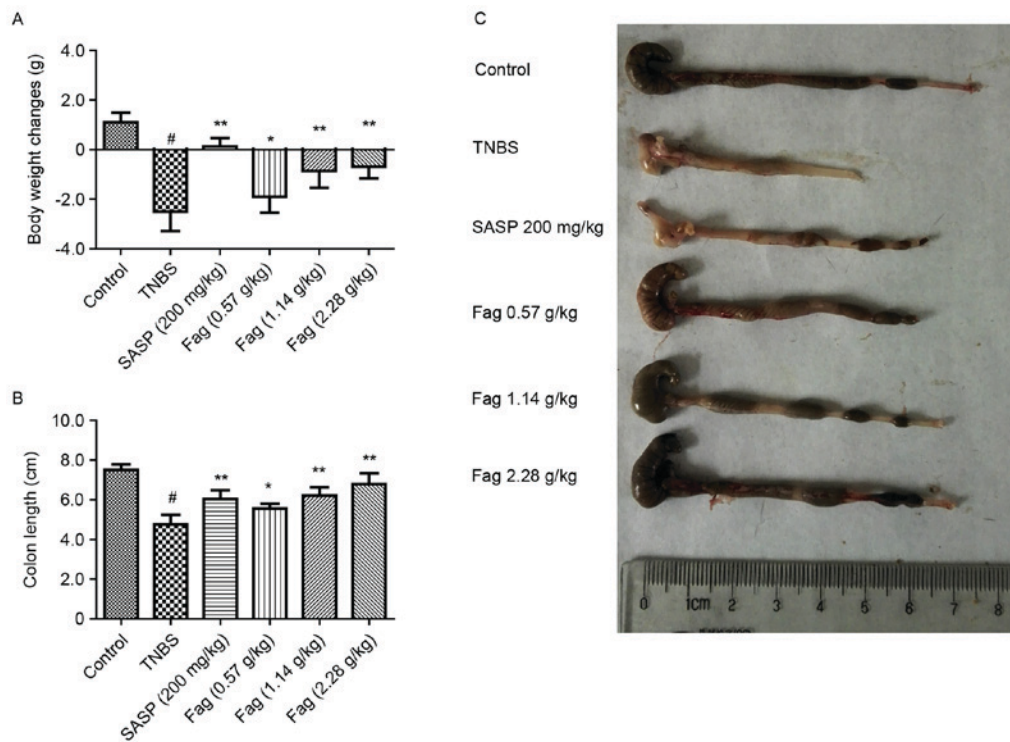 A
Body weight changes (g)
4.0
2.0
0
-2.0
-4.0
#
**
*
**
**
Control
TNBS
SASP (200 mg/kg)
Fag (0.57 g/kg)
Fag (1.14 g/kg)
Fag (2.28 g/kg)
B
Colon length (cm)
10.0
8.0
6.0
4.0
2.0
0
#
**
*
**
**
Control
TNBS
SASP (200 mg/kg)
Fag (0.57 g/kg)
Fag (1.14 g/kg)
Fag (2.28 g/kg)
C
Control
TNBS
SASP 200 mg/kg
Fag 0.57 g/kg
Fag 1.14 g/kg
Fag 2.28 g/kg
0 1cm 2 3 4 5 6 7 8